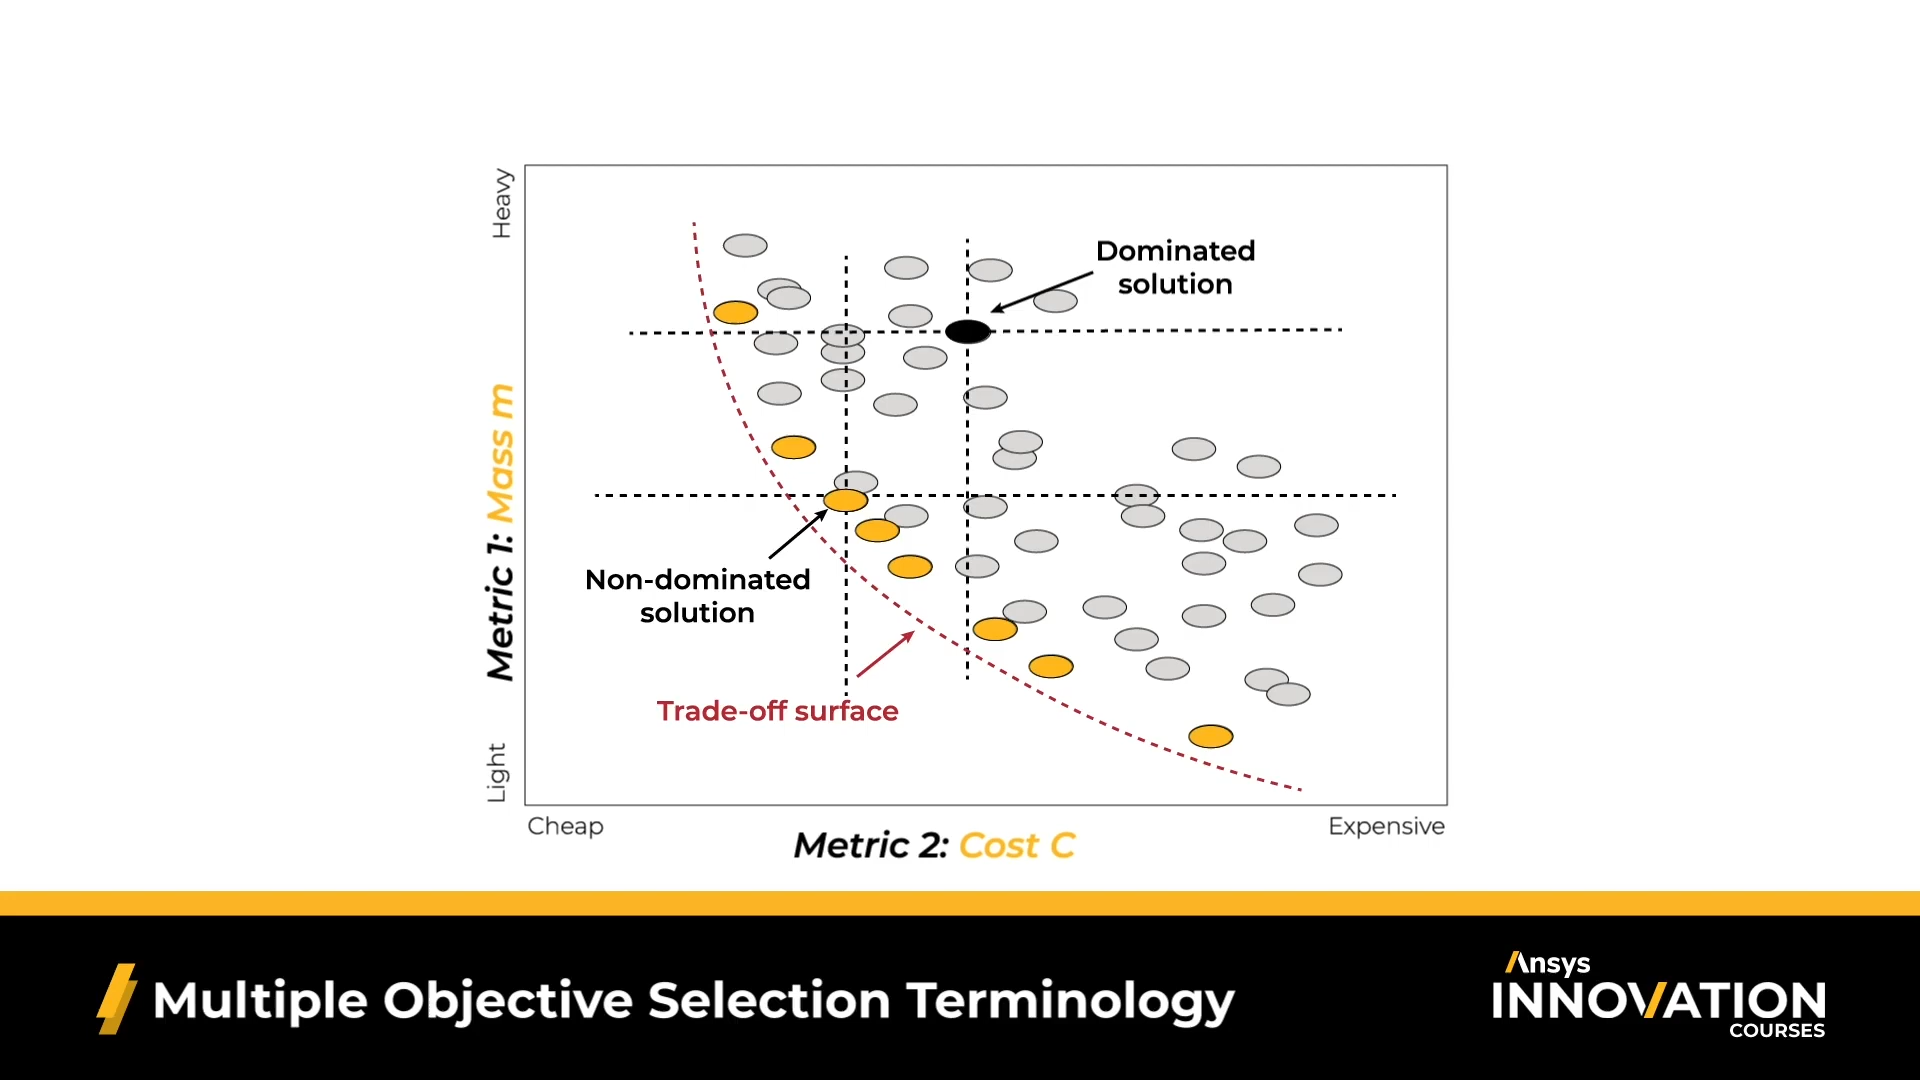 Heavy
Dominated
solution
Metric 1: Mass m
Non-dominated
solution
Trade-off surface
Light
Cheap
Expensive
Metric 2: Cost C
Multiple Objective Selection Terminology
Ansys
INNOVATION
COURSES